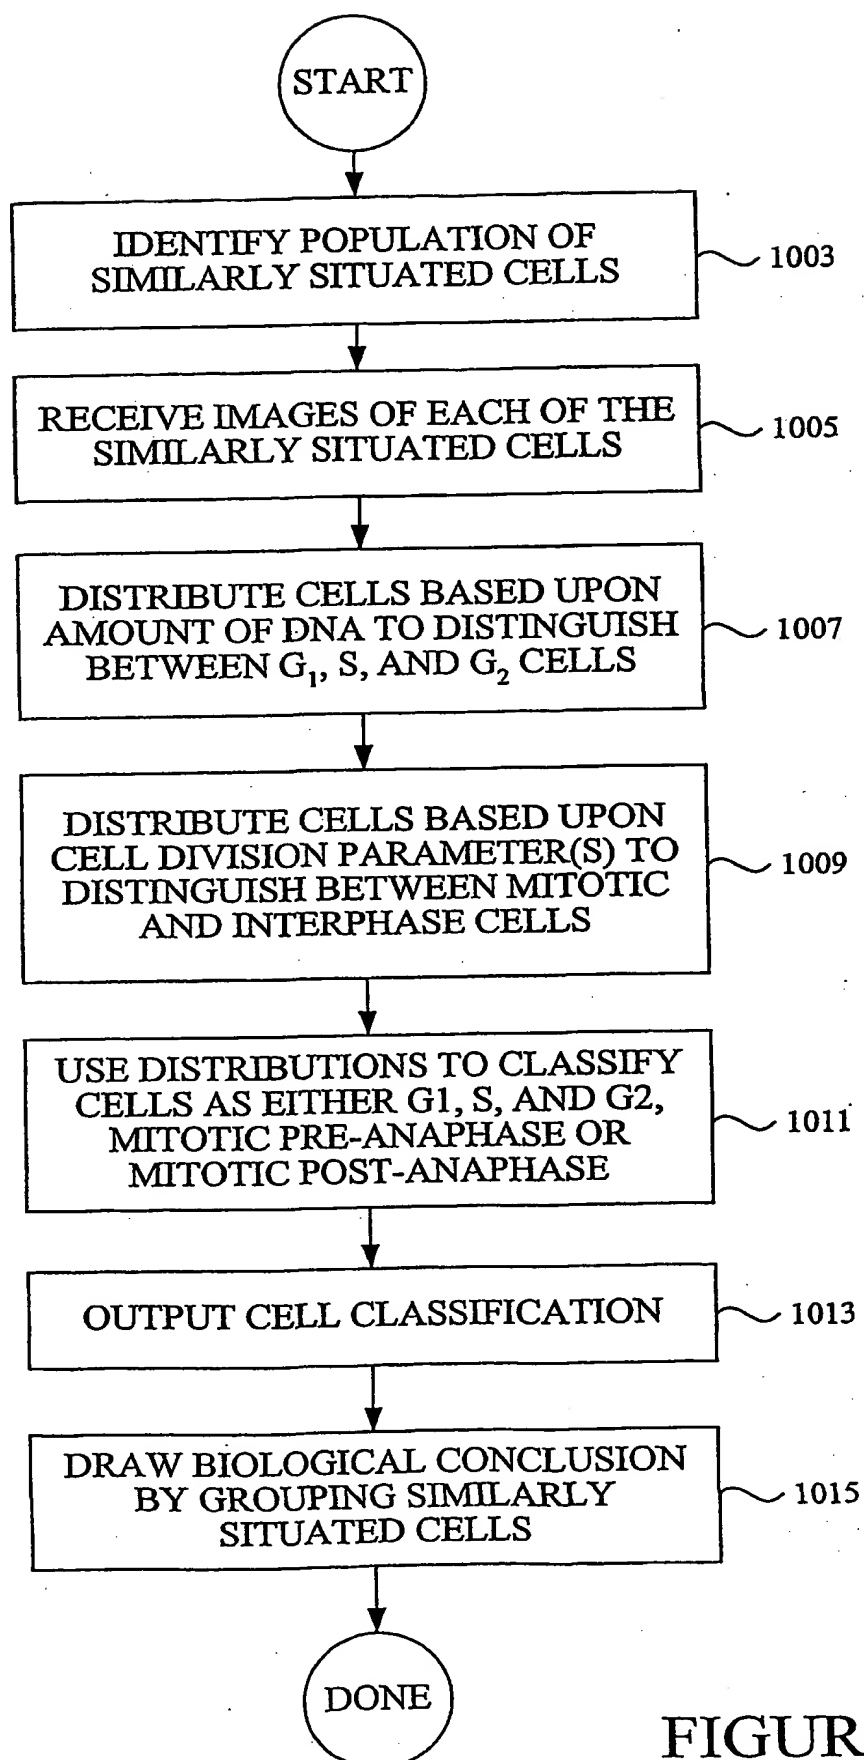 START
IDENTIFY POPULATION OF
SIMILARLY SITUATED CELLS
1003
RECEIVE IMAGES OF EACH OF THE
SIMILARLY SITUATED CELLS
1005
DISTRIBUTE CELLS BASED UPON
AMOUNT OF DNA TO DISTINGUISH
BETWEEN G₁, S, AND G₂ CELLS
1007
DISTRIBUTE CELLS BASED UPON
CELL DIVISION PARAMETER(S) TO
DISTINGUISH BETWEEN MITOTIC
AND INTERPHASE CELLS
1009
USE DISTRIBUTIONS TO CLASSIFY
CELLS AS EITHER G1, S, AND G2,
MITOTIC PRE-ANAPHASE OR
MITOTIC POST-ANAPHASE
1011
OUTPUT CELL CLASSIFICATION
1013
DRAW BIOLOGICAL CONCLUSION
BY GROUPING SIMILARLY
SITUATED CELLS
1015
DONE
FIGUR